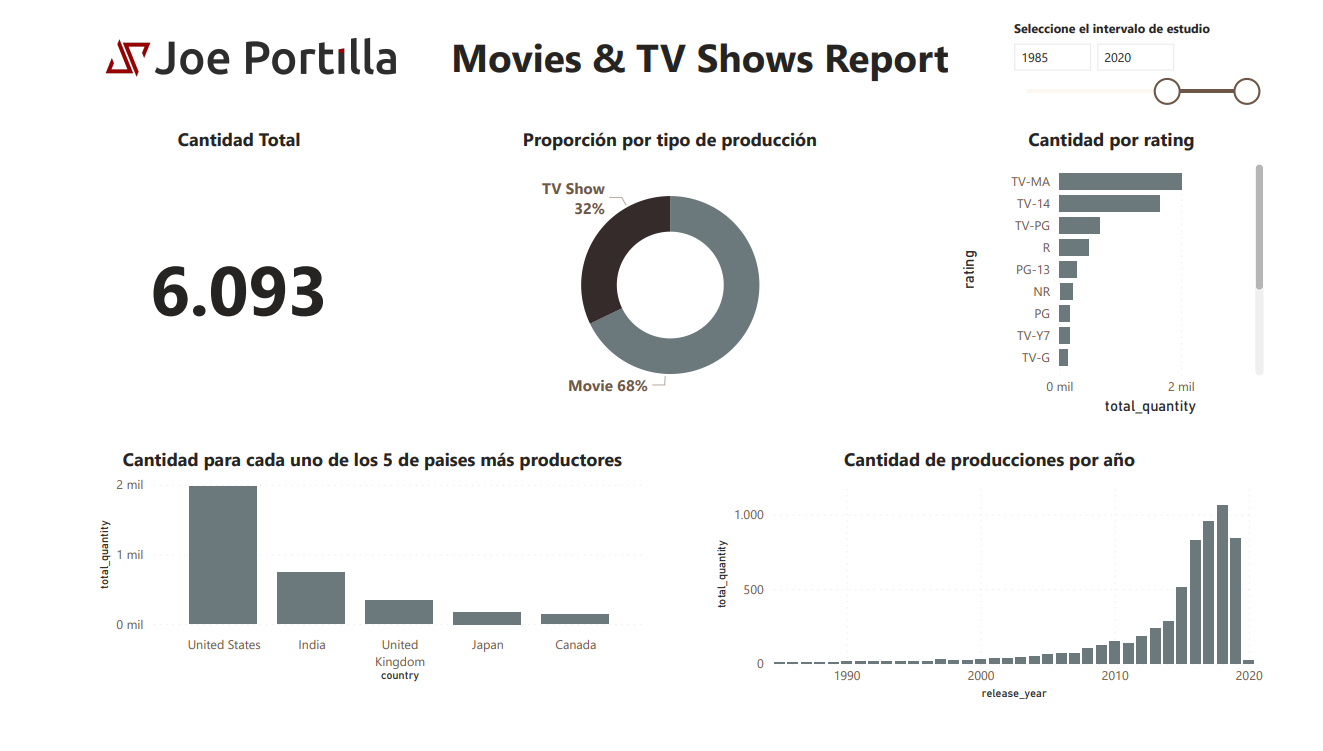 Joe Portilla
Movies & TV Shows Report
Seleccione el intervalo de estudio
1985
2020
Cantidad Total
6.093
Proporción por tipo de producción
TV Show
32%
Movie 68%
Cantidad por rating
rating
TV-MA
TV-14
TV-PG
R
PG-13
NR
PG
TV-Y7
TV-G
0 mil
2 mil
total_quantity
Cantidad para cada uno de los 5 de paises más productores
total_quantity
2 mil
1 mil
0 mil
United States
India
United
Kingdom
Japan
Canada
country
Cantidad de producciones por año
total_quantity
1.000
500
0
1990
2000
2010
2020
release_year